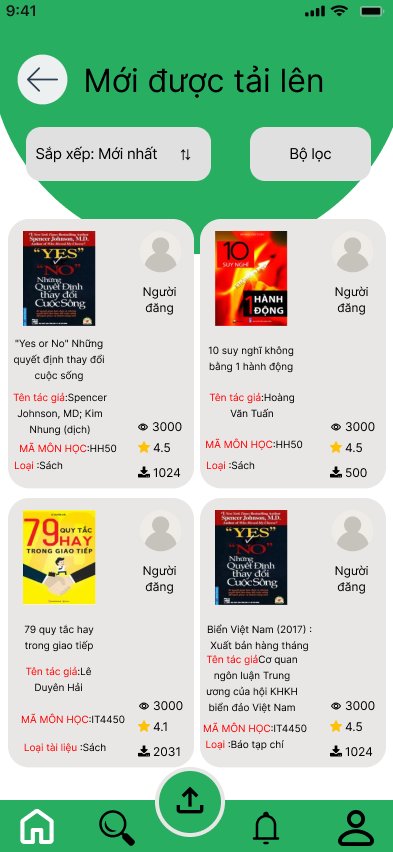 9:41
Mới được tải lên
Sắp xếp: Mới nhất
Bộ lọc
#1 New York Times Bestselling Author
Spencer Johnson, M.D.
"YES"
"NO"
Những
Quyết Định
thay đổi
Cuộc Sống
Người
đăng
"Yes or No" Những
quyết định thay đổi
cuộc sống
Tên tác giả:Spencer
Johnson, MD; Kim
Nhung (dịch)
MÃ MÔN HỌC:HH50
Loại :Sách
3000
4.5
1024
10
SUY NGHĨ
1
HÀNH
ĐỘNG
Người
đăng
10 suy nghĩ không
bằng 1 hành động
Tên tác giả:Hoàng
Văn Tuấn
MÃ MÔN HỌC:HH50
Loại :Sách
3000
4.5
500
79 QUY TẮC
HAY
TRONG GIAO TIẾP
Người
đăng
79 quy tắc hay
trong giao tiếp
Tên tác giả:Lê
Duyên Hải
MÃ MÔN HỌC:IT4450
Loại tài liệu :Sách
3000
4.1
2031
Spencer Johnson, M.D.
"YES"
"NO"
Những
Quyết Định
thay đổi
Cuộc Sống
Người
đăng
Biển Việt Nam (2017) :
Xuất bản hàng tháng
Tên tác giảCơ quan
ngôn luận Trung
ương của hội KHKH
biển đảo Việt Nam
MÃ MÔN HỌC:IT4450
Loại :Báo tạp chí
3000
4.5
1024